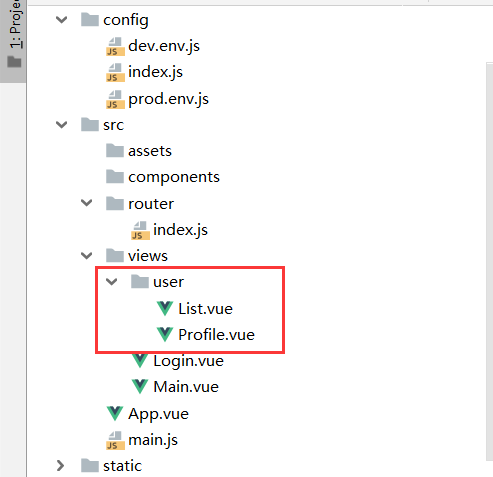 1: Project
config
dev.env.js
index.js
prod.env.js
src
assets
components
router
index.js
views
user
List.vue
Profile.vue
Login.vue
Main.vue
App.vue
main.js
static